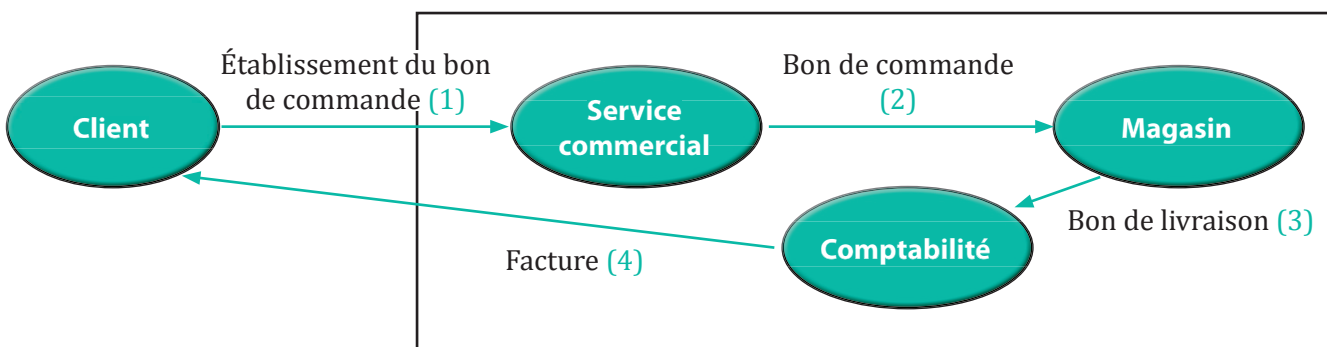 Établissement du bon
de commande (1)
Bon de commande
(2)
Client
Service
commercial
Magasin
Bon de livraison (3)
Comptabilité
Facture (4)